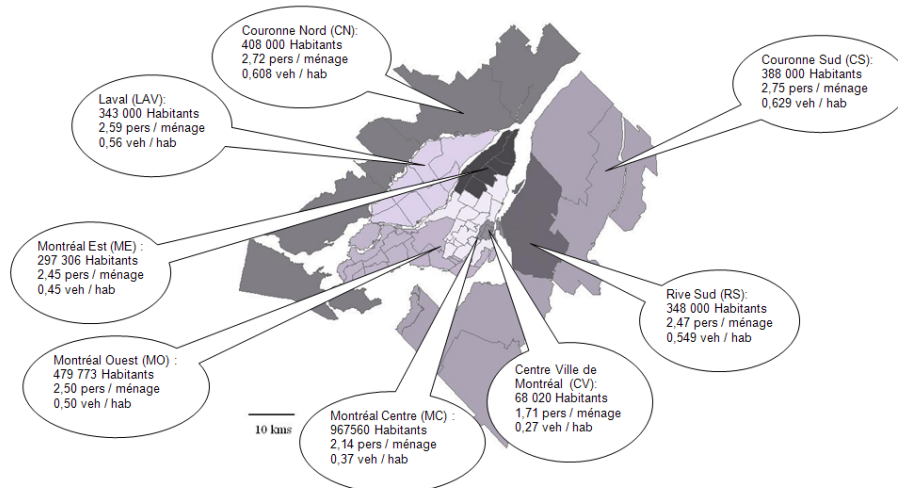 Couronne Nord (CN):
408 000 Habitants
2,72 pers / ménage
0,608 veh / hab
Couronne Sud (CS):
388 000 Habitants
2,75 pers / ménage
0,629 veh / hab
Laval (LAV):
343 000 Habitants
2,59 pers / ménage
0,56 veh / hab
Montréal Est (ME) :
297 306 Habitants
2,45 pers / ménage
0,45 veh / hab
Rive Sud (RS):
348 000 Habitants
2,47 pers / ménage
0,549 veh / hab
Montréal Ouest (MO) :
479 773 Habitants
2,50 pers / ménage
0,50 veh / hab
Centre Ville de
Montréal (CV):
68 020 Habitants
1,71 pers / ménage
0,27 veh / hab
Montréal Centre (MC) :
967560 Habitants
2,14 pers / ménage
0,37 veh / hab
10 kms